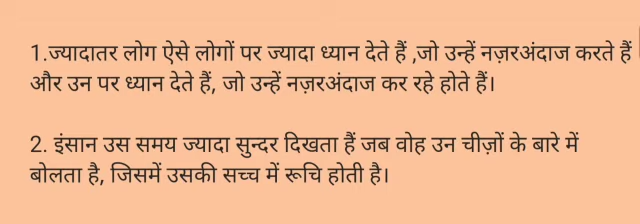 1.ज्यादातर लोग ऐसे लोगों पर ज्यादा ध्यान देते हैं ,जो उन्हें नज़रअंदाज करते हैं
और उन पर ध्यान देते हैं, जो उन्हें नज़रअंदाज कर रहे होते हैं।
2. इंसान उस समय ज्यादा सुन्दर दिखता हैं जब वोह उन चीज़ों के बारे में
बोलता है, जिसमें उसकी सच्च में रूचि होती है।